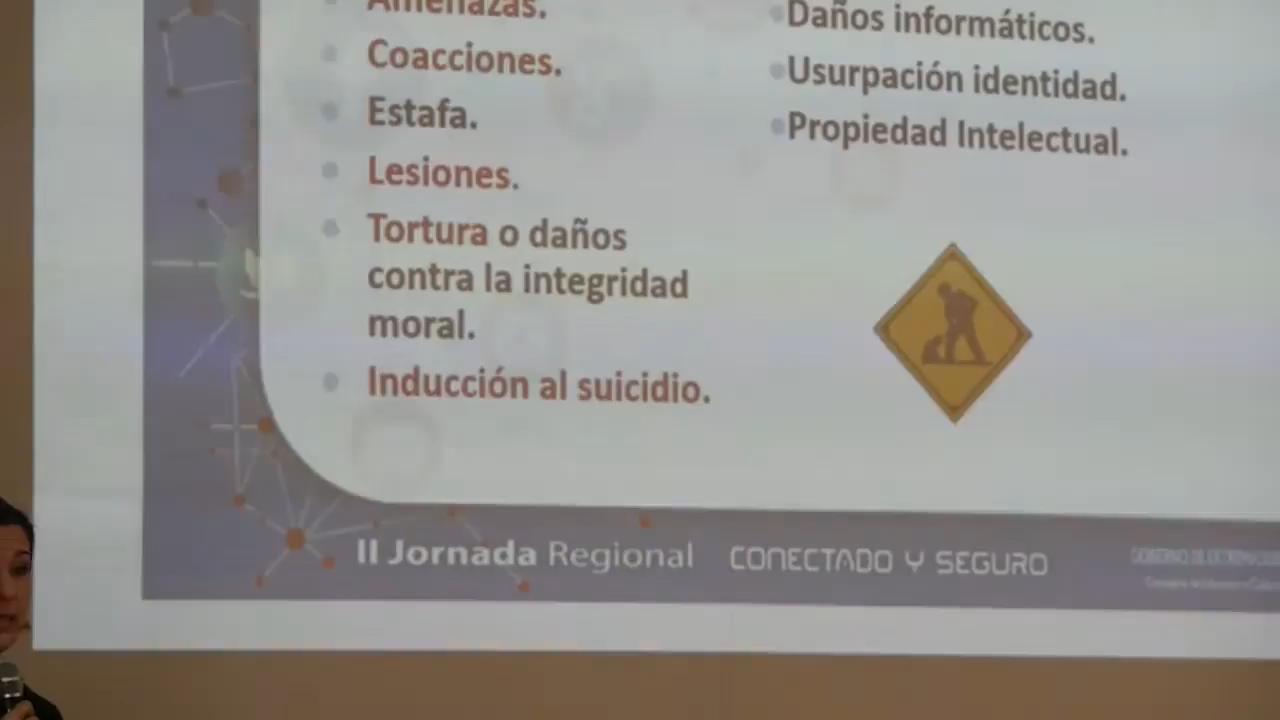 Amenazas.
Coacciones.
Estafa.
Lesiones.
Tortura o daños
contra la integridad
moral.
Inducción al suicidio.
Daños informáticos.
Usurpación identidad.
Propiedad Intelectual.
II Jornada Regional CONECTADO Y SEGURO